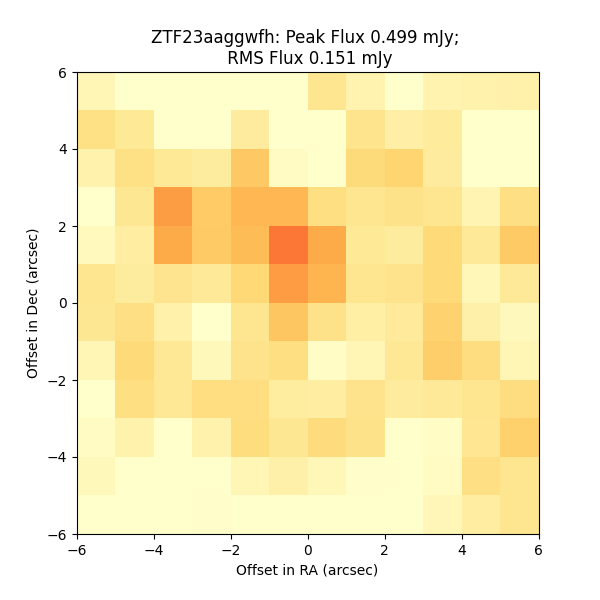 ZTF23aaggwfh: Peak Flux 0.499 mJy;
RMS Flux 0.151 mJy
6
4
2
0
−2
−4
−6
Offset in Dec (arcsec)
−6 −4 −2 0 2 4 6
Offset in RA (arcsec)